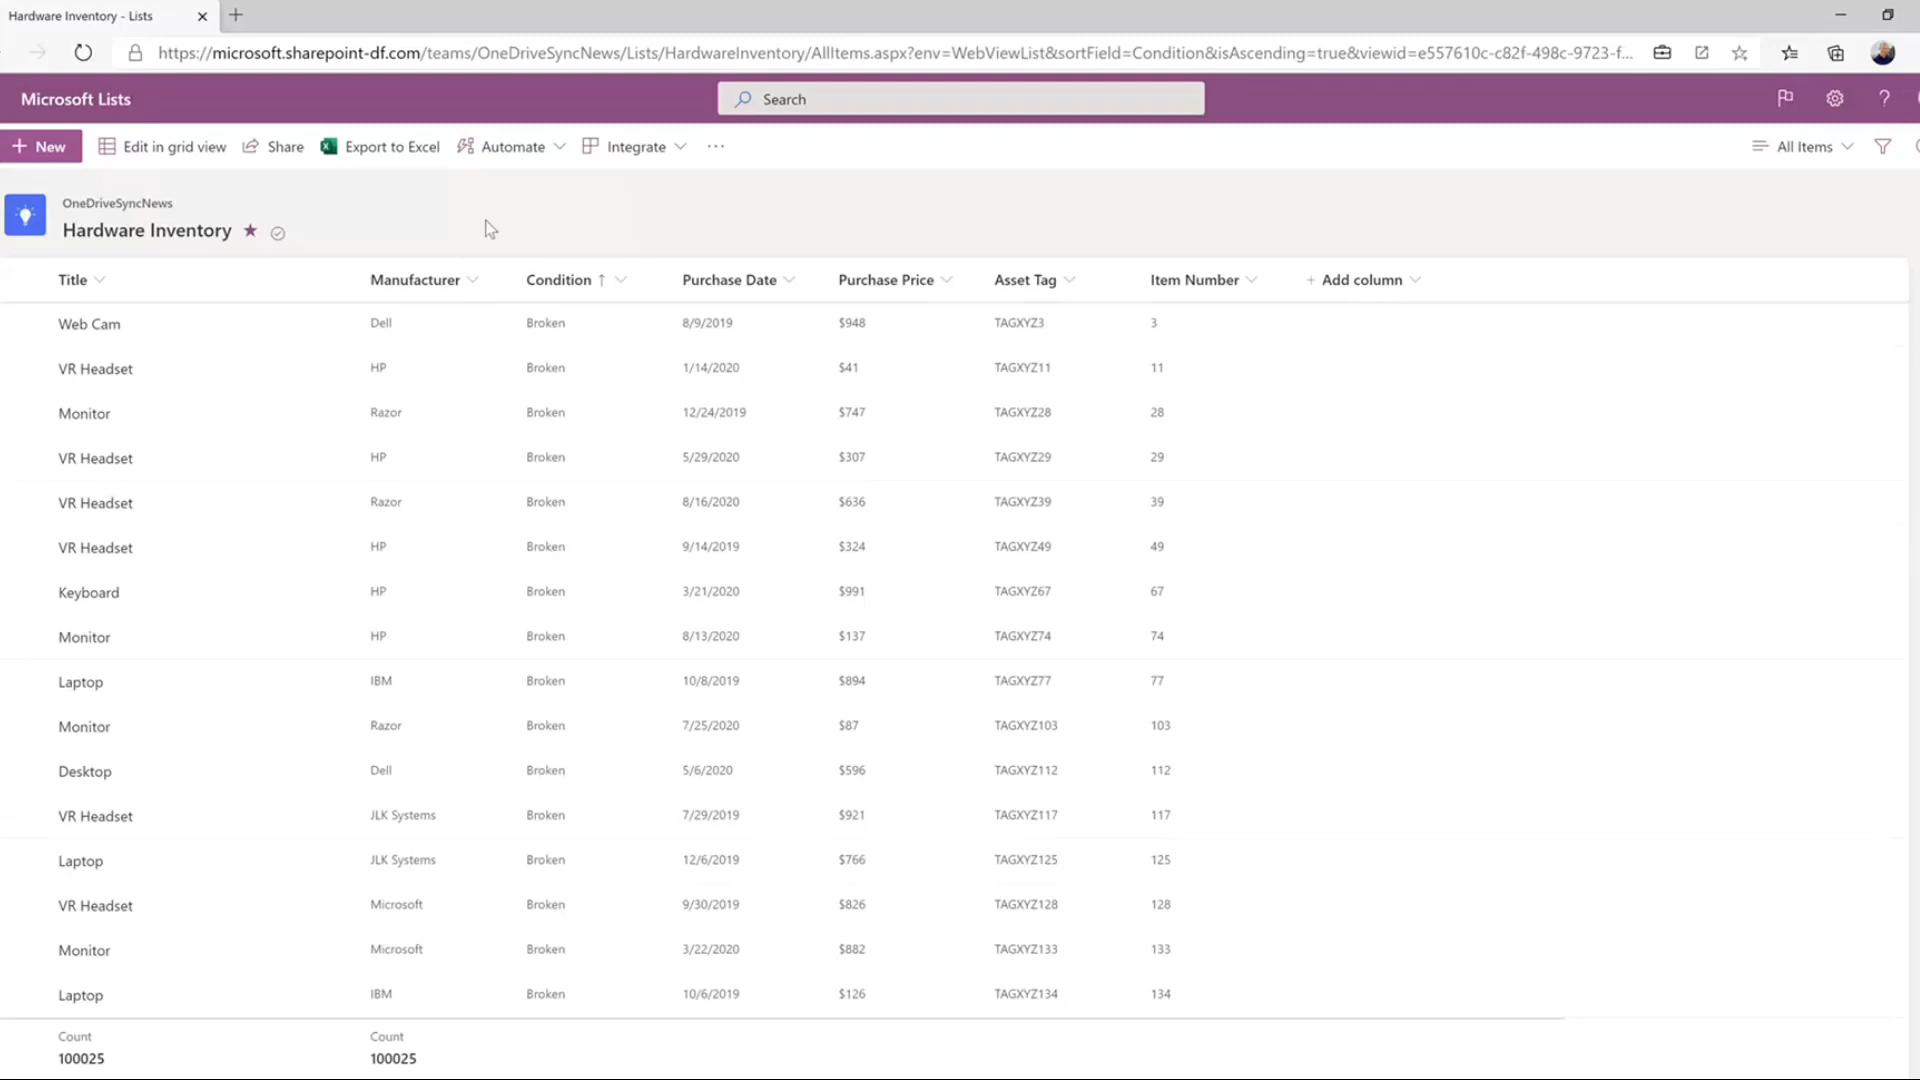 Hardware Inventory - Lists
https://microsoft.sharepoint-df.com/teams/OneDriveSyncNews/Lists/HardwareInventory/AllItems.aspx?env=WebViewList&sortField=Condition&isAscending=true&viewid=e557610c-c82f-498c-9723-f...
Microsoft Lists
Search
?
+ New
Edit in grid view
Share
Export to Excel
Automate
Integrate
...
All Items
OneDriveSyncNews
Hardware Inventory
Title Manufacturer Condition ↑ Purchase Date Purchase Price Asset Tag Item Number + Add column
Web Cam Dell Broken 8/9/2019 $948 TAGXYZ3 3
VR Headset HP Broken 1/14/2020 $41 TAGXYZ11 11
Monitor Razor Broken 12/24/2019 $747 TAGXYZ28 28
VR Headset HP Broken 5/29/2020 $307 TAGXYZ29 29
VR Headset Razor Broken 8/16/2020 $636 TAGXYZ39 39
VR Headset HP Broken 9/14/2019 $324 TAGXYZ49 49
Keyboard HP Broken 3/21/2020 $991 TAGXYZ67 67
Monitor HP Broken 8/13/2020 $137 TAGXYZ74 74
Laptop IBM Broken 10/8/2019 $894 TAGXYZ77 77
Monitor Razor Broken 7/25/2020 $87 TAGXYZ103 103
Desktop Dell Broken 5/6/2020 $596 TAGXYZ112 112
VR Headset JLK Systems Broken 7/29/2019 $921 TAGXYZ117 117
Laptop JLK Systems Broken 12/6/2019 $766 TAGXYZ125 125
VR Headset Microsoft Broken 9/30/2019 $826 TAGXYZ128 128
Monitor Microsoft Broken 3/22/2020 $882 TAGXYZ133 133
Laptop IBM Broken 10/6/2019 $126 TAGXYZ134 134
Count Count
100025 100025